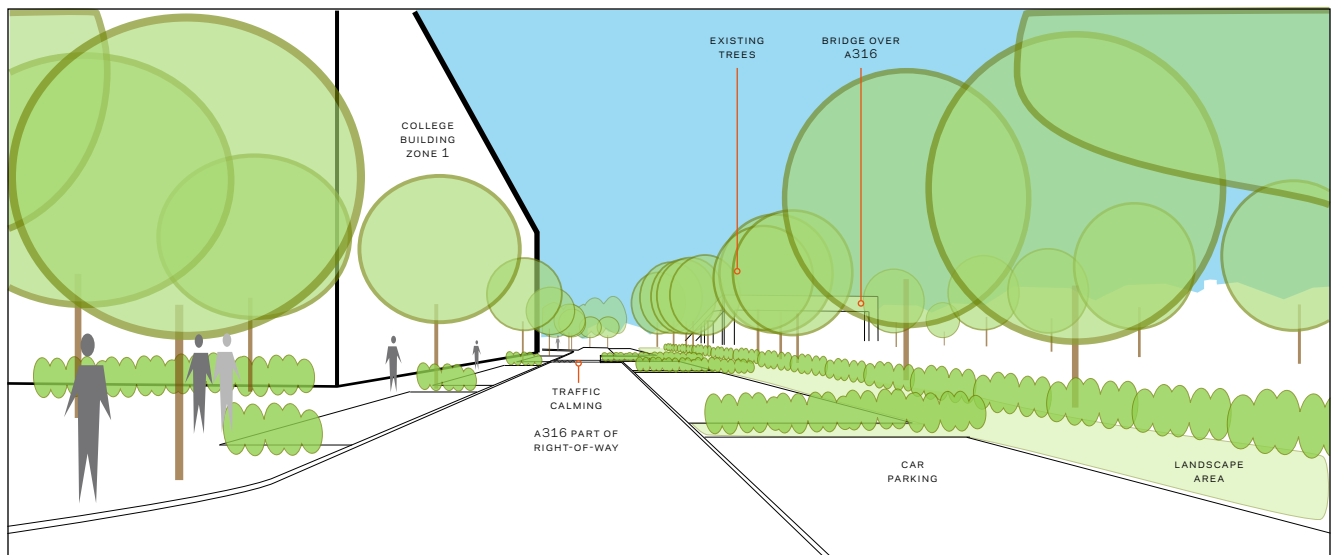 EXISTING
TREES
BRIDGE OVER
A316
COLLEGE
BUILDING
ZONE 1
TRAFFIC
CALMING
A316 PART OF
RIGHT-OF-WAY
CAR
PARKING
LANDSCAPE
AREA